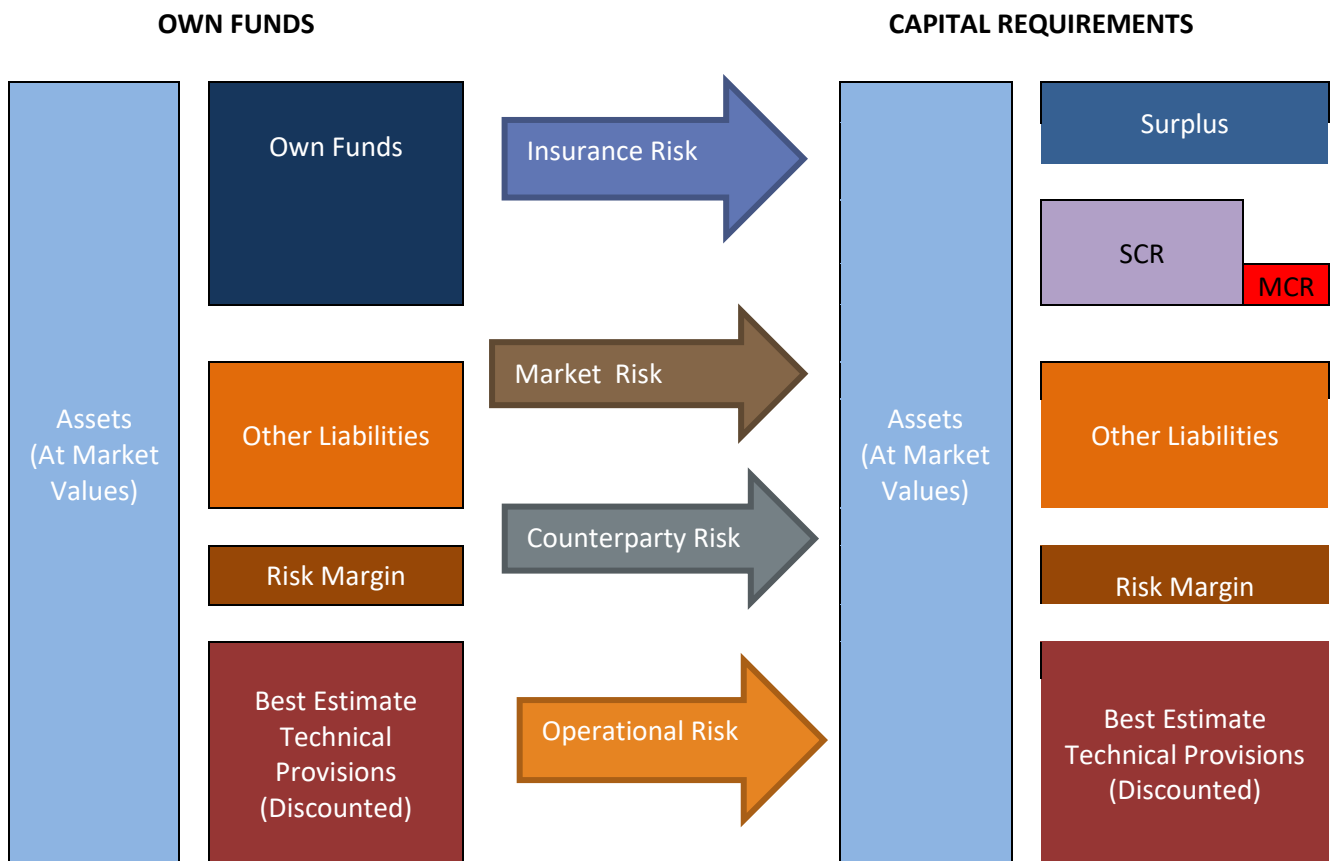 OWN FUNDS
CAPITAL REQUIREMENTS
Assets
(At Market
Values)
Own Funds
Other Liabilities
Risk Margin
Best Estimate
Technical
Provisions
(Discounted)
Insurance Risk
Market Risk
Counterparty Risk
Operational Risk
Assets
(At Market
Values)
Surplus
SCR
MCR
Other Liabilities
Risk Margin
Best Estimate
Technical Provisions
(Discounted)